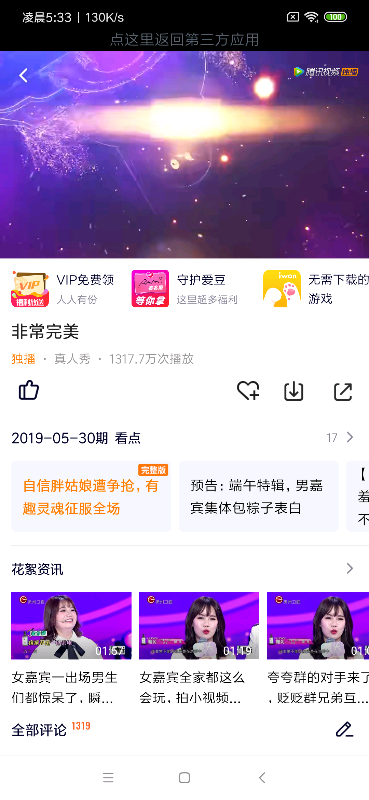 凌晨5:33 | 130K/s
100
点这里返回第三方应用
腾讯视频
VIP免费领
人人有份
守护爱豆
这里超多福利
无需下载的
游戏
VIP
等你拿
非常完美
独播 · 真人秀 · 1317.7万次播放
2019-05-30期 看点
17
完整版
自信胖姑娘遭争抢，有
趣灵魂征服全场
预告：端午特辑，男嘉
宾集体包粽子表白
花絮资讯
01:57
01:19
女嘉宾一出场男生
们都惊呆了，瞬...
女嘉宾全家都这么
会玩，拍小视频...
夸夸群的对手来了
，贬贬群兄弟互...
全部评论 1319